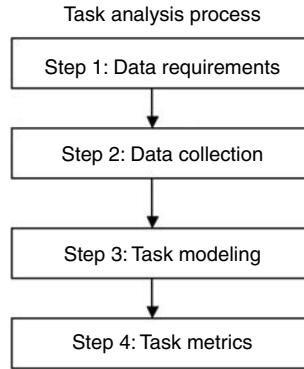 Task analysis process
Step 1: Data requirements
Step 2: Data collection
Step 3: Task modeling
Step 4: Task metrics